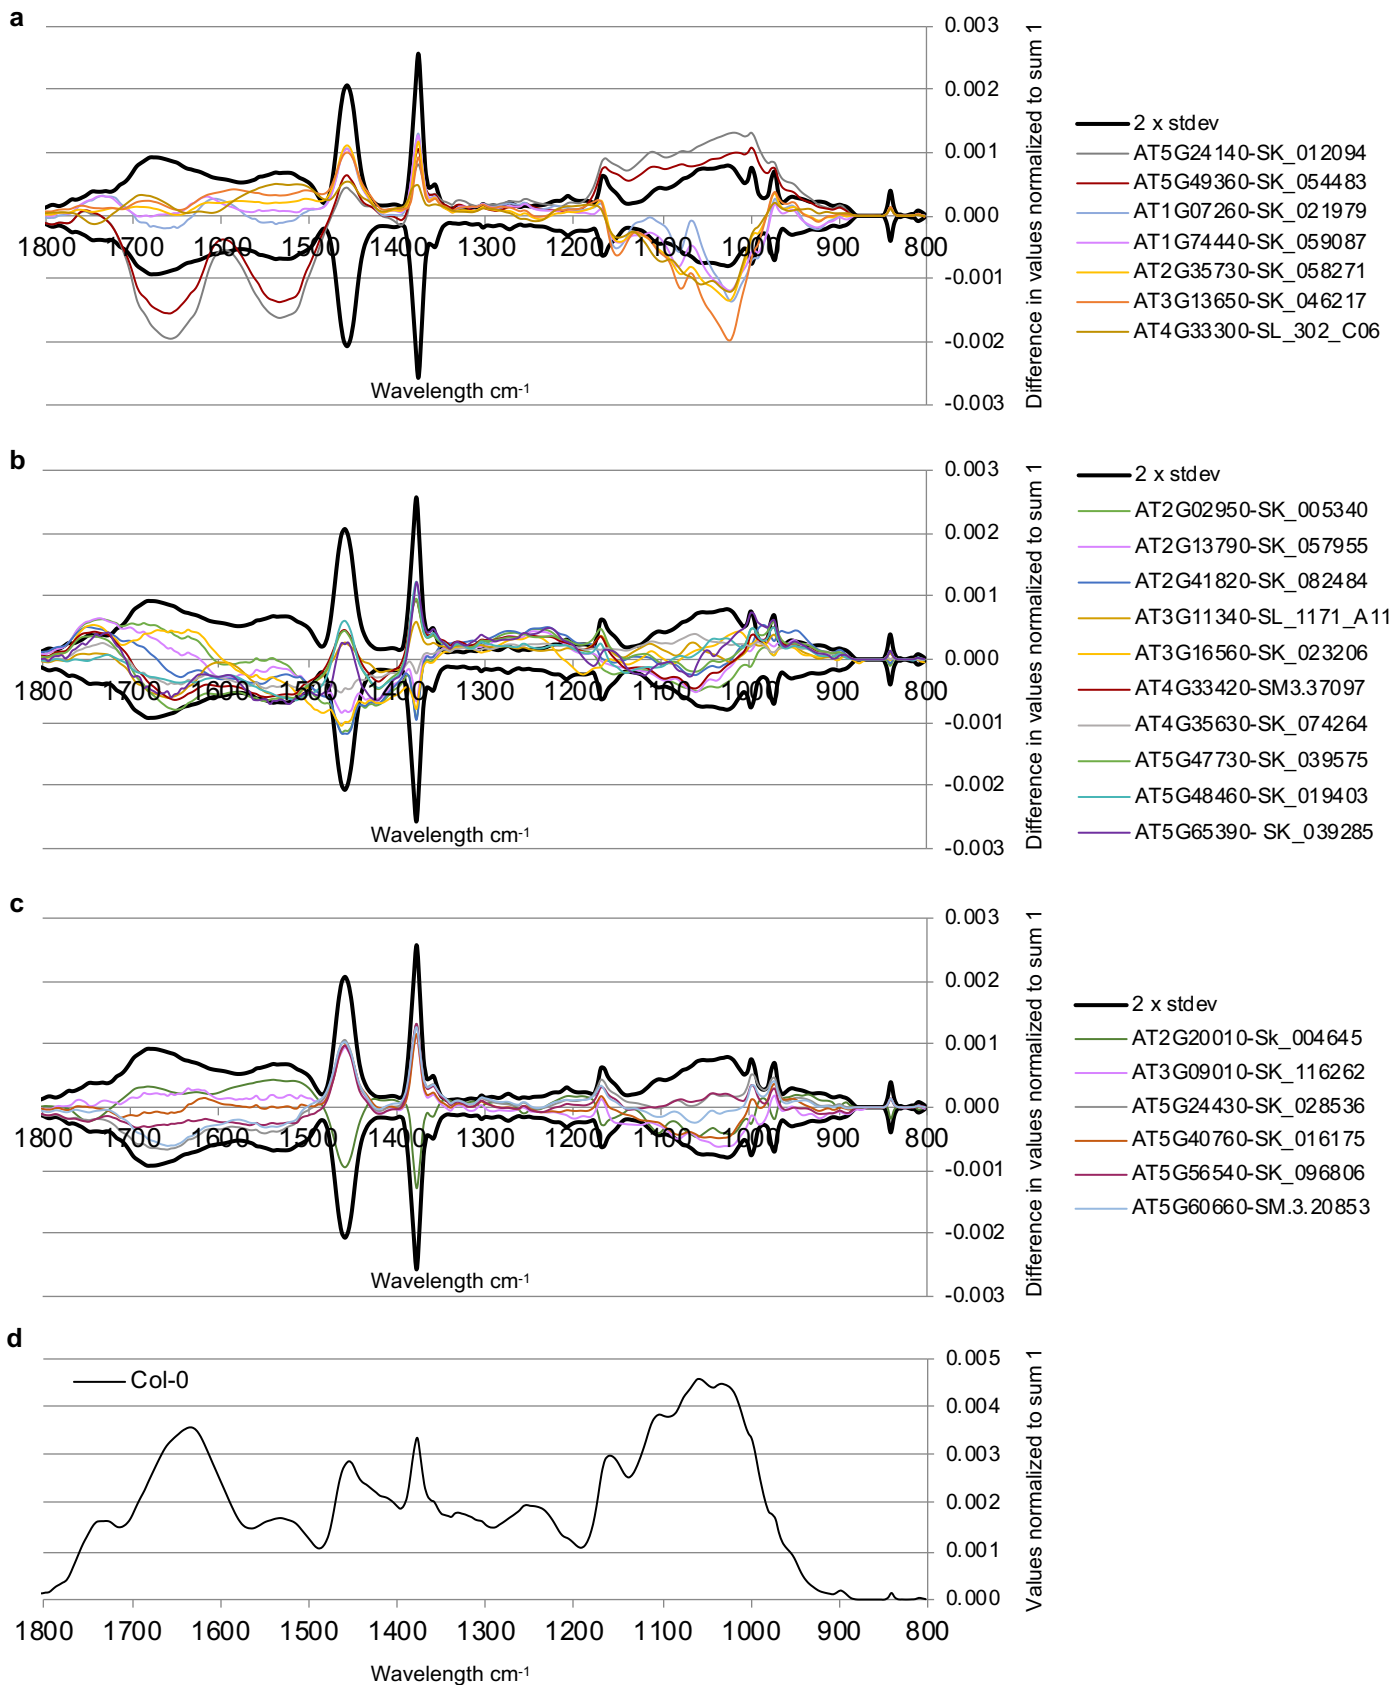 a
0.003
0.002
0.001
0.000
-0.001
-0.002
-0.003
1800 1700 1600 1500 1400 1300 1200 1100 1000 900 800
Wavelength cm-1
Difference in values normalized to sum 1
2 x stdev
AT5G24140-SK_012094
AT5G49360-SK_054483
AT1G07260-SK_021979
AT1G74440-SK_059087
AT2G35730-SK_058271
AT3G13650-SK_046217
AT4G33300-SL_302_C06
b
0.003
0.002
0.001
0.000
-0.001
-0.002
-0.003
1800 1700 1600 1500 1400 1300 1200 1100 1000 900 800
Wavelength cm-1
Difference in values normalized to sum 1
2 x stdev
AT2G02950-SK_005340
AT2G13790-SK_057955
AT2G41820-SK_082484
AT3G11340-SL_1171_A11
AT3G16560-SK_023206
AT4G33420-SM3.37097
AT4G35630-SK_074264
AT5G47730-SK_039575
AT5G48460-SK_019403
AT5G65390- SK_039285
c
0.003
0.002
0.001
0.000
-0.001
-0.002
-0.003
1800 1700 1600 1500 1400 1300 1200 1100 1000 900 800
Wavelength cm-1
Difference in values normalized to sum 1
2 x stdev
AT2G20010-Sk_004645
AT3G09010-SK_116262
AT5G24430-SK_028536
AT5G40760-SK_016175
AT5G56540-SK_096806
AT5G60660-SM.3.20853
d
Col-0
0.005
0.004
0.003
0.002
0.001
0.000
1800 1700 1600 1500 1400 1300 1200 1100 1000 900 800
Wavelength cm-1
Values normalized to sum 1